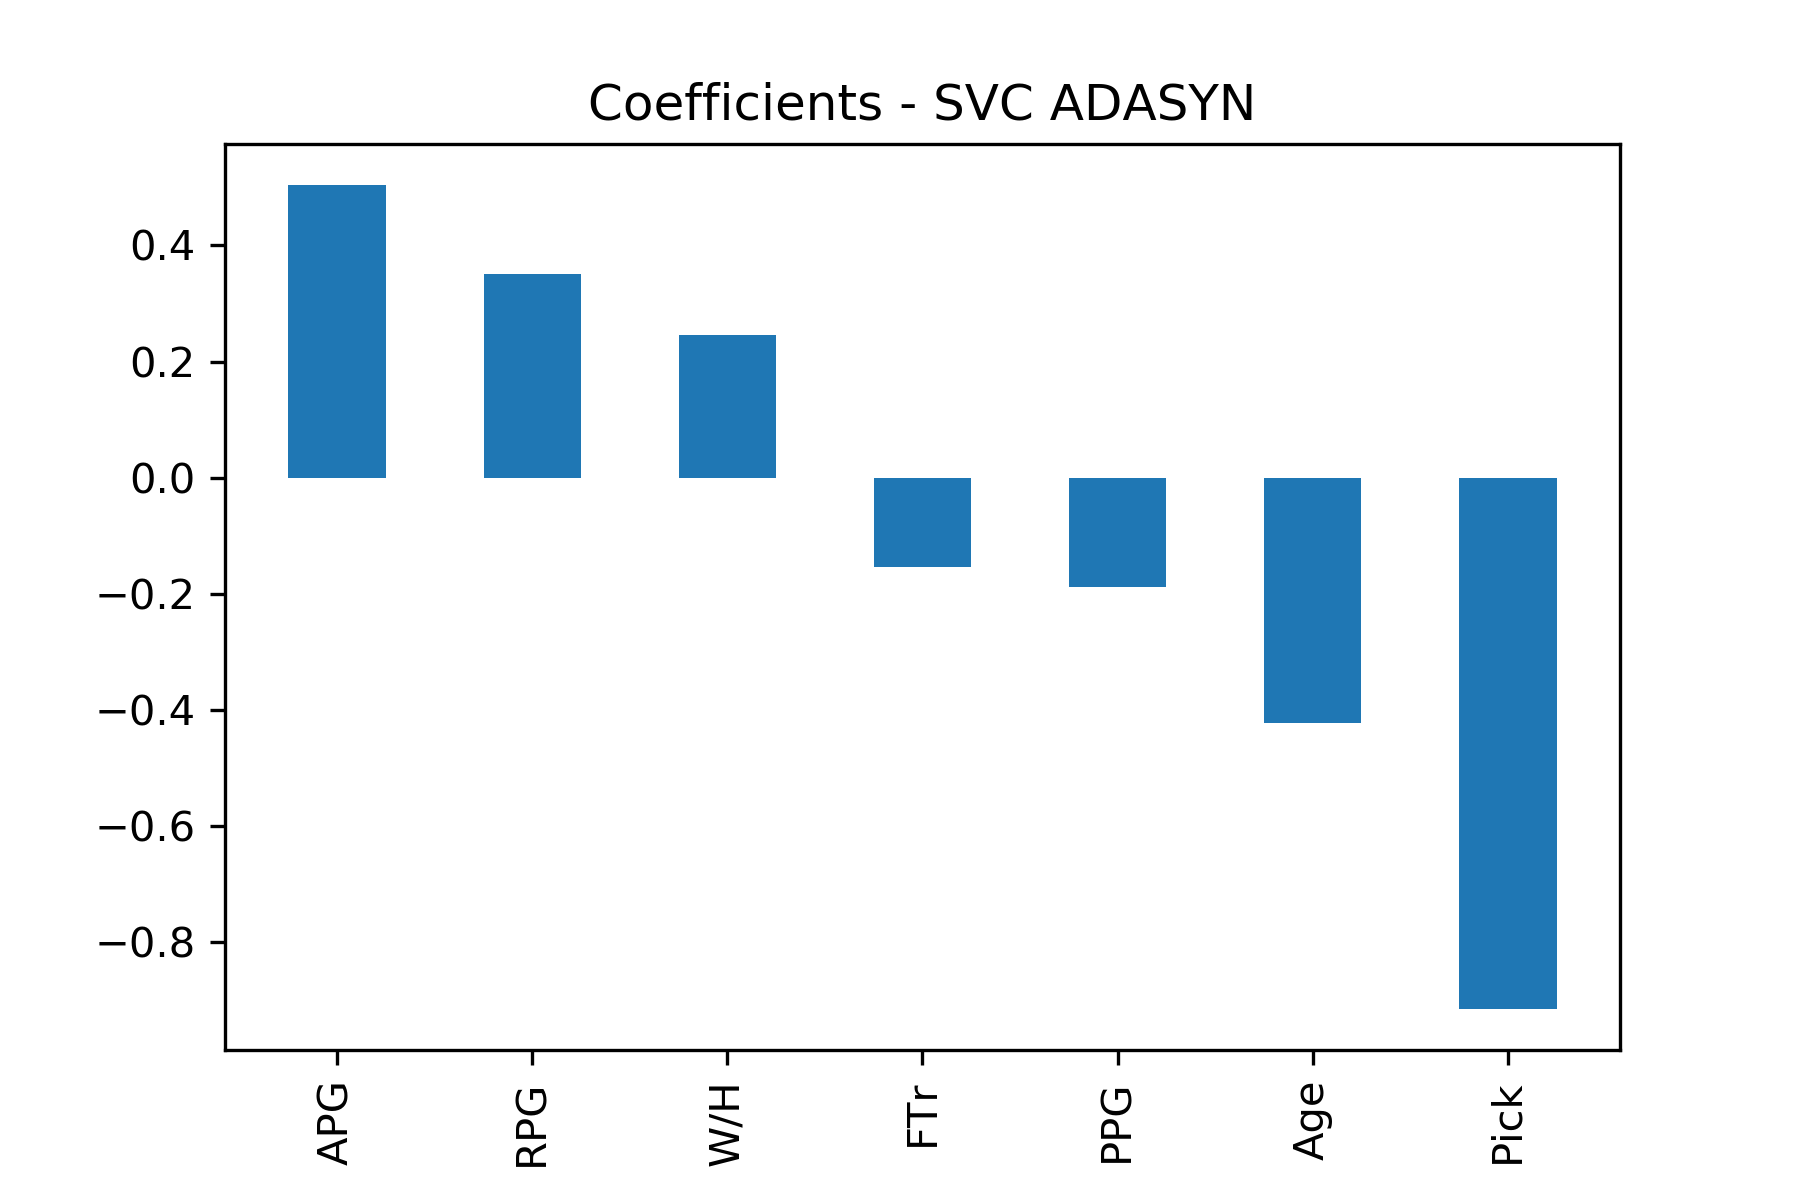 Coefficients - SVC ADASYN
0.4
0.2
0.0
−0.2
−0.4
−0.6
−0.8
APG
RPG
W/H
FTr
PPG
Age
Pick